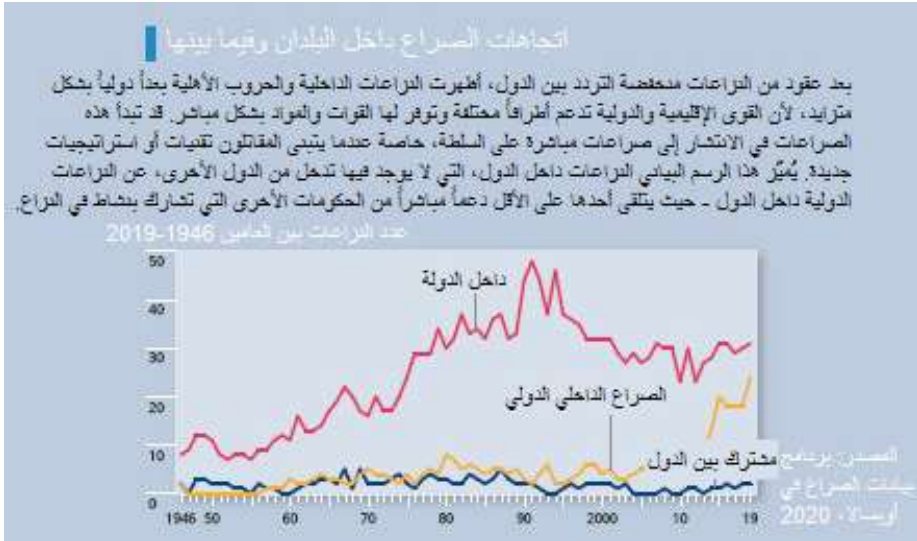 اتجاهات الصراع داخل البلدان وفيما بينها
بعد عقود من النزاعات منخفضة التردد بين الدول، أظهرت النزاعات الداخلية والحروب الأهلية بعداً دولياً بشكل
متزايد، لأن القوى الإقليمية والدولية تدعم أطرافاً مختلفة وتوفر لها القوات والمواد بشكل مباشر. قد تبدأ هذه
الصراعات في الانتشار إلى صراعات مباشرة على السلطة، خاصة عندما يتبنى المقاتلون تقنيات أو استراتيجيات
جديدة. يُميّز هذا الرسم البياني النزاعات داخل الدول، التي لا يوجد فيها تدخل من الدول الأخرى، عن النزاعات
الدولية داخل الدول - حيث يتلقى أحدها على الأقل دعماً مباشراً من الحكومات الأخرى التي تشارك بنشاط في النزاع.
عدد النزاعات بين العامين 1946-2019
50
40
30
20
10
0
داخل الدولة
الصراع الداخلي الدولي
مشترك بين الدول
1946 50 60 70 80 90 2000 10 19
المصدر: برنامج
بيانات الصراع في
أوبسالا، 2020